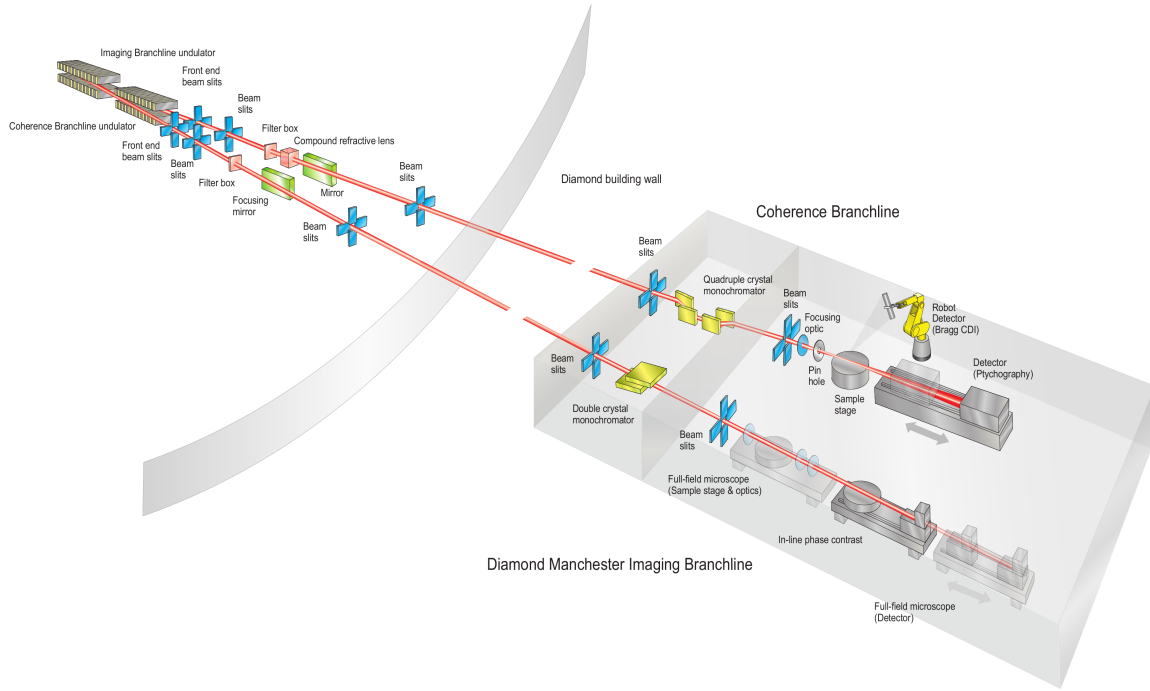 Imaging Branchline undulator
Front end
beam slits
Beam
slits
Filter box
Compound refractive lens
Coherence Branchline undulator
Front end
beam slits
Beam
slits
Filter box
Focusing
mirror
Mirror
Beam
slits
Beam
slits
Diamond building wall
Coherence Branchline
Beam
slits
Quadruple crystal
monochromator
Beam
slits
Focusing
optic
Robot
Detector
(Bragg CDI)
Pin
hole
Sample
stage
Detector
(Ptychography)
Beam
slits
Double crystal
monochromator
Beam
slits
Full-field microscope
(Sample stage & optics)
In-line phase contrast
Diamond Manchester Imaging Branchline
Full-field microscope
(Detector)